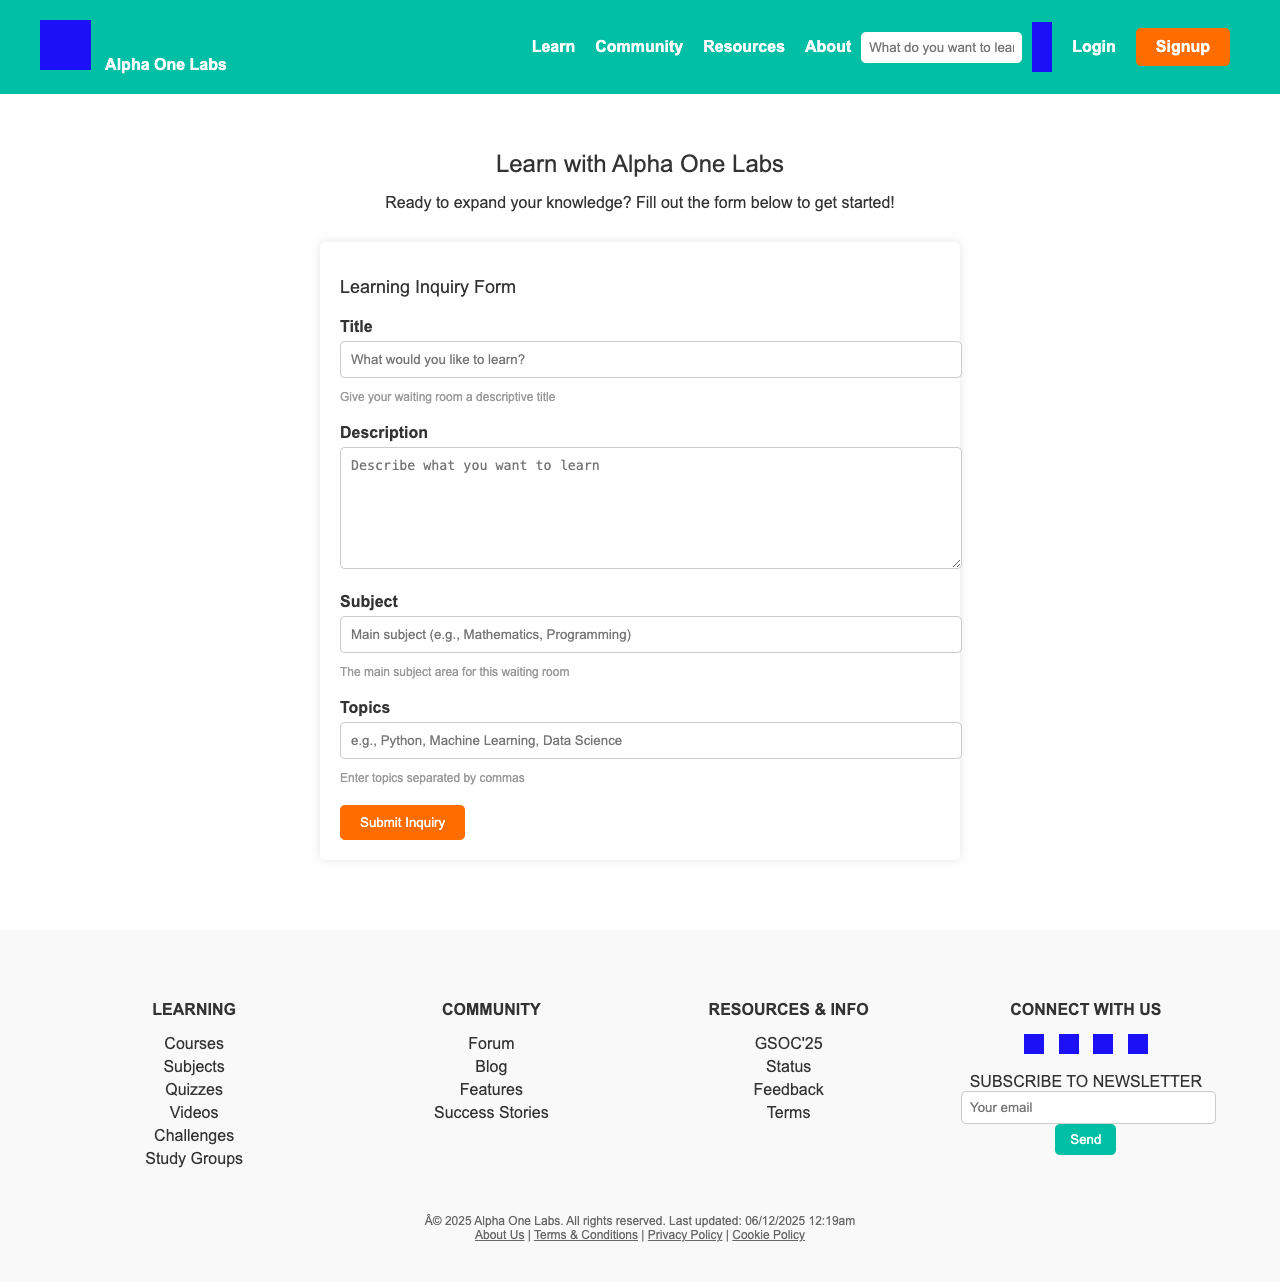 Alpha One Labs
Learn
Community
Resources
About
What do you want to lear
Login
Signup
Learn with Alpha One Labs
Ready to expand your knowledge? Fill out the form below to get started!
Learning Inquiry Form
Title
What would you like to learn?
Give your waiting room a descriptive title
Description
Describe what you want to learn
Subject
Main subject (e.g., Mathematics, Programming)
The main subject area for this waiting room
Topics
e.g., Python, Machine Learning, Data Science
Enter topics separated by commas
Submit Inquiry
LEARNING
Courses
Subjects
Quizzes
Videos
Challenges
Study Groups
COMMUNITY
Forum
Blog
Features
Success Stories
RESOURCES & INFO
GSOC'25
Status
Feedback
Terms
CONNECT WITH US
SUBSCRIBE TO NEWSLETTER
Your email
Send
Â© 2025 Alpha One Labs. All rights reserved. Last updated: 06/12/2025 12:19am
About Us | Terms & Conditions | Privacy Policy | Cookie Policy